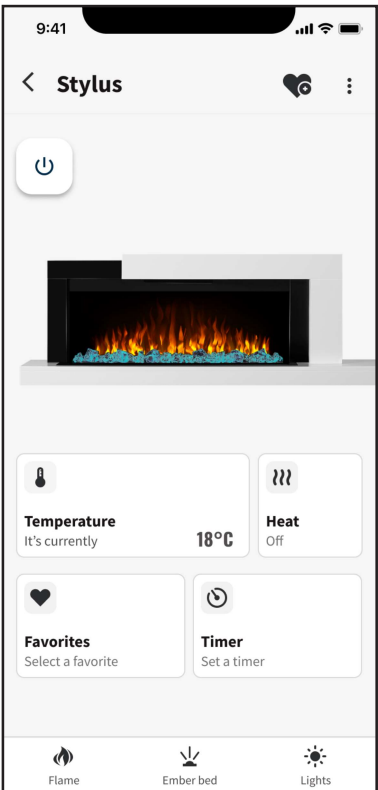 9:41
Stylus
Temperature
It's currently
18°C
Heat
Off
Favorites
Select a favorite
Timer
Set a timer
Flame
Ember bed
Lights